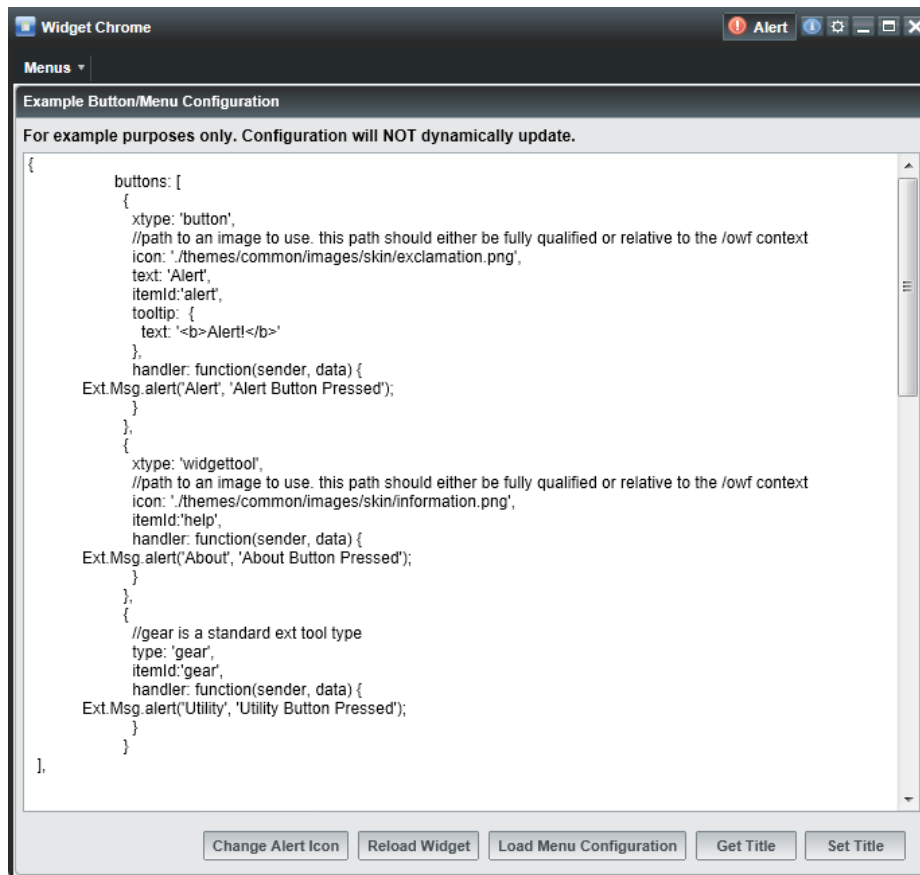 Widget Chrome
Alert
Menus
Example Button/Menu Configuration
For example purposes only. Configuration will NOT dynamically update.
{
buttons: [
{
xtype: 'button',
//path to an image to use. this path should either be fully qualified or relative to the /owf context
icon: './themes/common/images/skin/exclamation.png',
text: 'Alert',
itemId:'alert',
tooltip:  {
text: '<b>Alert!</b>'
},
handler: function(sender, data) {
Ext.Msg.alert('Alert', 'Alert Button Pressed');
}
},
{
xtype: 'widgettool',
//path to an image to use. this path should either be fully qualified or relative to the /owf context
icon: './themes/common/images/skin/information.png',
itemId:'help',
handler: function(sender, data) {
Ext.Msg.alert('About', 'About Button Pressed');
}
},
{
//gear is a standard ext tool type
type: 'gear',
itemId:'gear',
handler: function(sender, data) {
Ext.Msg.alert('Utility', 'Utility Button Pressed');
}
}
],
Change Alert Icon
Reload Widget
Load Menu Configuration
Get Title
Set Title